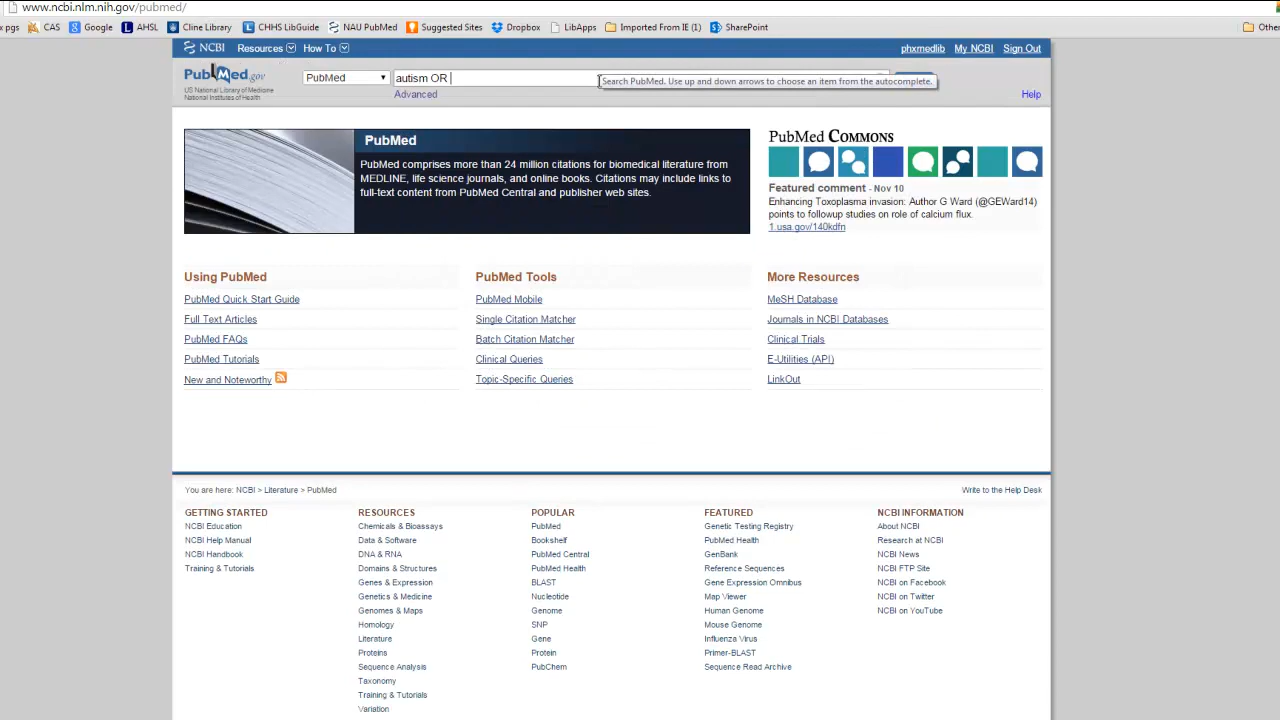 www.ncbi.nlm.nih.gov/pubmed/
pgs CAS Google AHSL Cline Library CHHS LibGuide NAU PubMed Suggested Sites Dropbox LibApps Imported From IE (1) SharePoint
NCBI Resources How To phxmedlib My NCBI Sign Out
PubMed.gov
US National Library of Medicine
National Institutes of Health
PubMed autism OR
Search PubMed. Use up and down arrows to choose an item from the autocomplete.
Advanced Help
PubMed
PubMed comprises more than 24 million citations for biomedical literature from
MEDLINE, life science journals, and online books. Citations may include links to
full-text content from PubMed Central and publisher web sites.
PubMed Commons
Featured comment - Nov 10
Enhancing Toxoplasma invasion: Author G Ward (@GEWard14)
points to followup studies on role of calcium flux.
1.usa.gov/140kdfn
Using PubMed
PubMed Quick Start Guide
Full Text Articles
PubMed FAQs
PubMed Tutorials
New and Noteworthy
PubMed Tools
PubMed Mobile
Single Citation Matcher
Batch Citation Matcher
Clinical Queries
Topic-Specific Queries
More Resources
MeSH Database
Journals in NCBI Databases
Clinical Trials
E-Utilities (API)
LinkOut
You are here: NCBI > Literature > PubMed Write to the Help Desk
GETTING STARTED
NCBI Education
NCBI Help Manual
NCBI Handbook
Training & Tutorials
RESOURCES
Chemicals & Bioassays
Data & Software
DNA & RNA
Domains & Structures
Genes & Expression
Genetics & Medicine
Genomes & Maps
Homology
Literature
Proteins
Sequence Analysis
Taxonomy
Training & Tutorials
Variation
POPULAR
PubMed
Bookshelf
PubMed Central
PubMed Health
BLAST
Nucleotide
Genome
SNP
Gene
Protein
PubChem
FEATURED
Genetic Testing Registry
PubMed Health
GenBank
Reference Sequences
Gene Expression Omnibus
Map Viewer
Human Genome
Mouse Genome
Influenza Virus
Primer-BLAST
Sequence Read Archive
NCBI INFORMATION
About NCBI
Research at NCBI
NCBI News
NCBI FTP Site
NCBI on Facebook
NCBI on Twitter
NCBI on YouTube